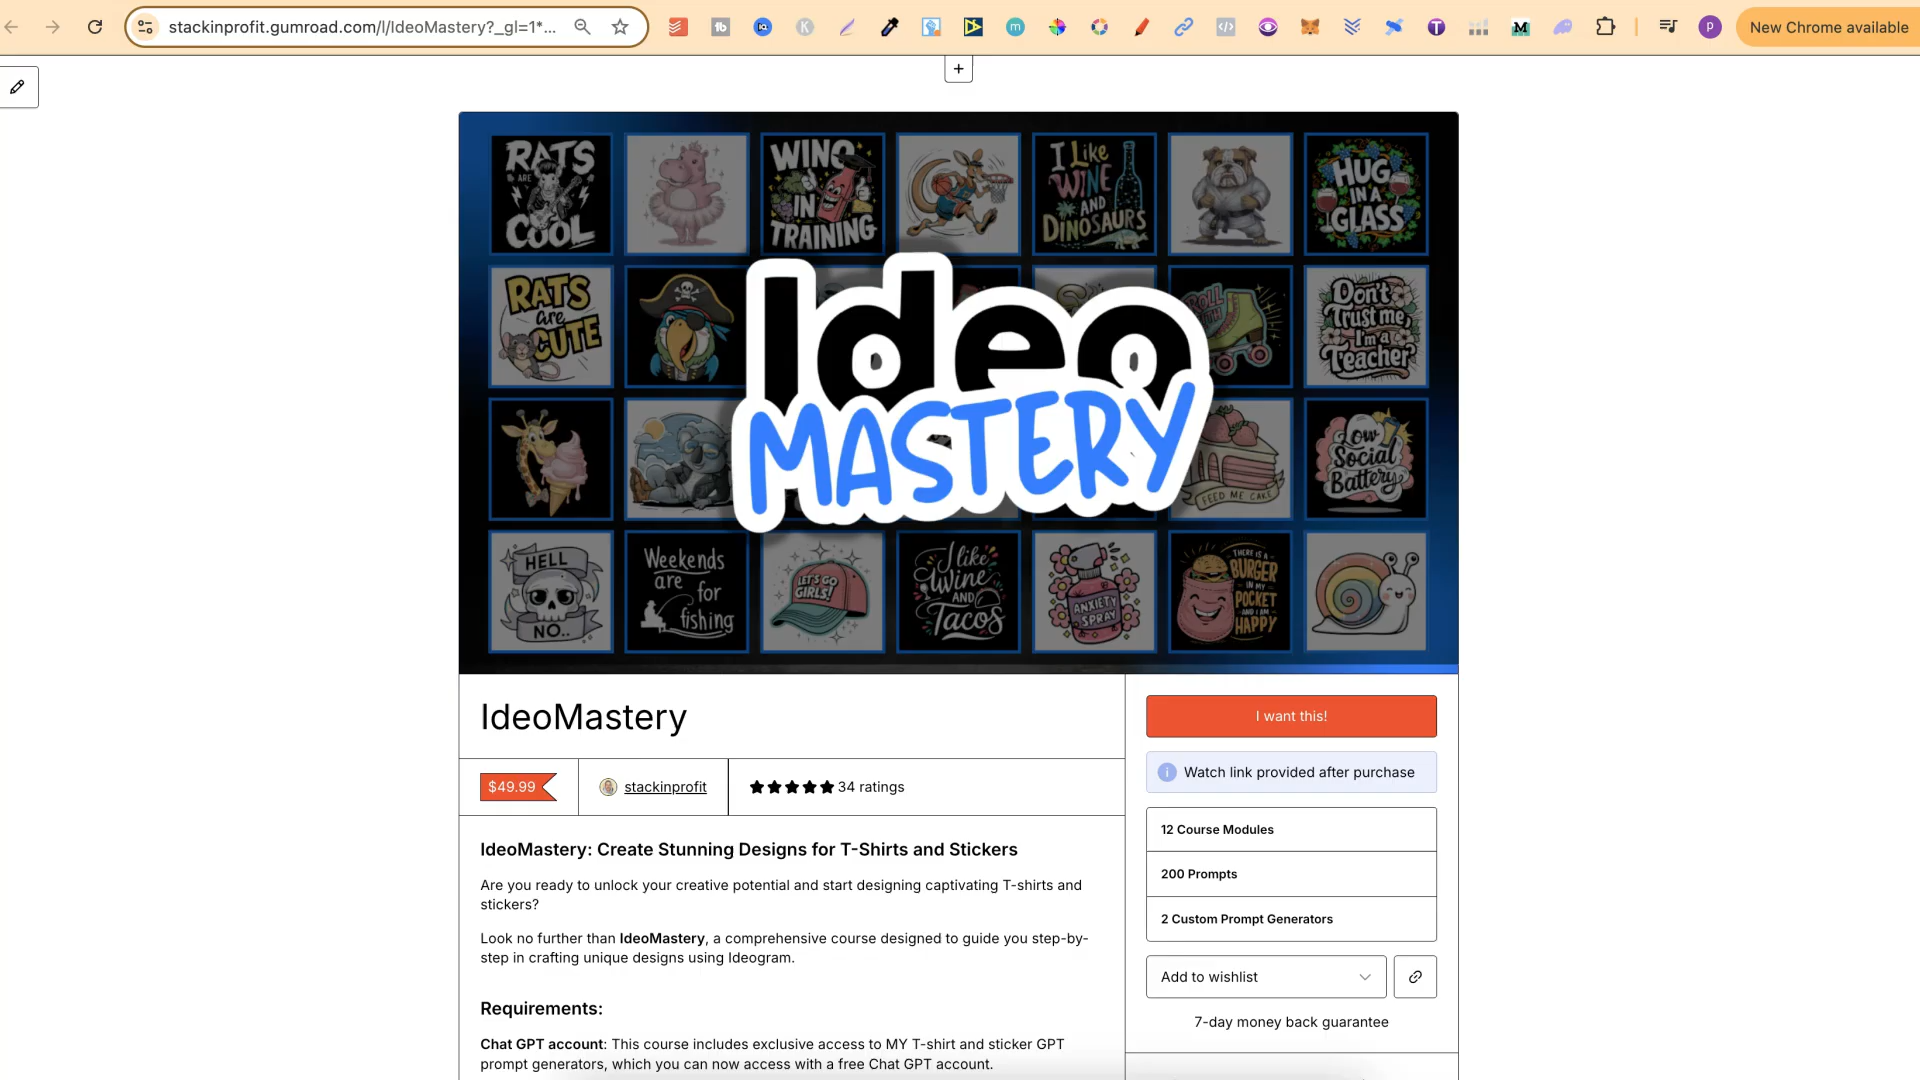 stackinprofit.gumroad.com/l/IdeoMastery?_gl=1*...
New Chrome available
RATS ARE COOL
WINO IN TRAINING
I Like WINE AND DINOSAURS
HUG IN A GLASS
RATS are CUTE
Don't Trust me, I'm a Teacher
FEED ME CAKE
Low Social Battery
Ideo
MASTERY
HELL NO..
Weekends are for fishing
LET'S GO GIRLS!
I like Wine AND Tacos
ANXIETY SPRAY
THERE IS A BURGER IN MY POCKET AND I AM HAPPY
IdeoMastery
I want this!
$49.99
stackinprofit
34 ratings
Watch link provided after purchase
12 Course Modules
200 Prompts
2 Custom Prompt Generators
Add to wishlist
7-day money back guarantee
IdeoMastery: Create Stunning Designs for T-Shirts and Stickers
Are you ready to unlock your creative potential and start designing captivating T-shirts and
stickers?
Look no further than IdeoMastery, a comprehensive course designed to guide you step-by-
step in crafting unique designs using Ideogram.
Requirements:
Chat GPT account: This course includes exclusive access to MY T-shirt and sticker GPT
prompt generators, which you can now access with a free Chat GPT account.